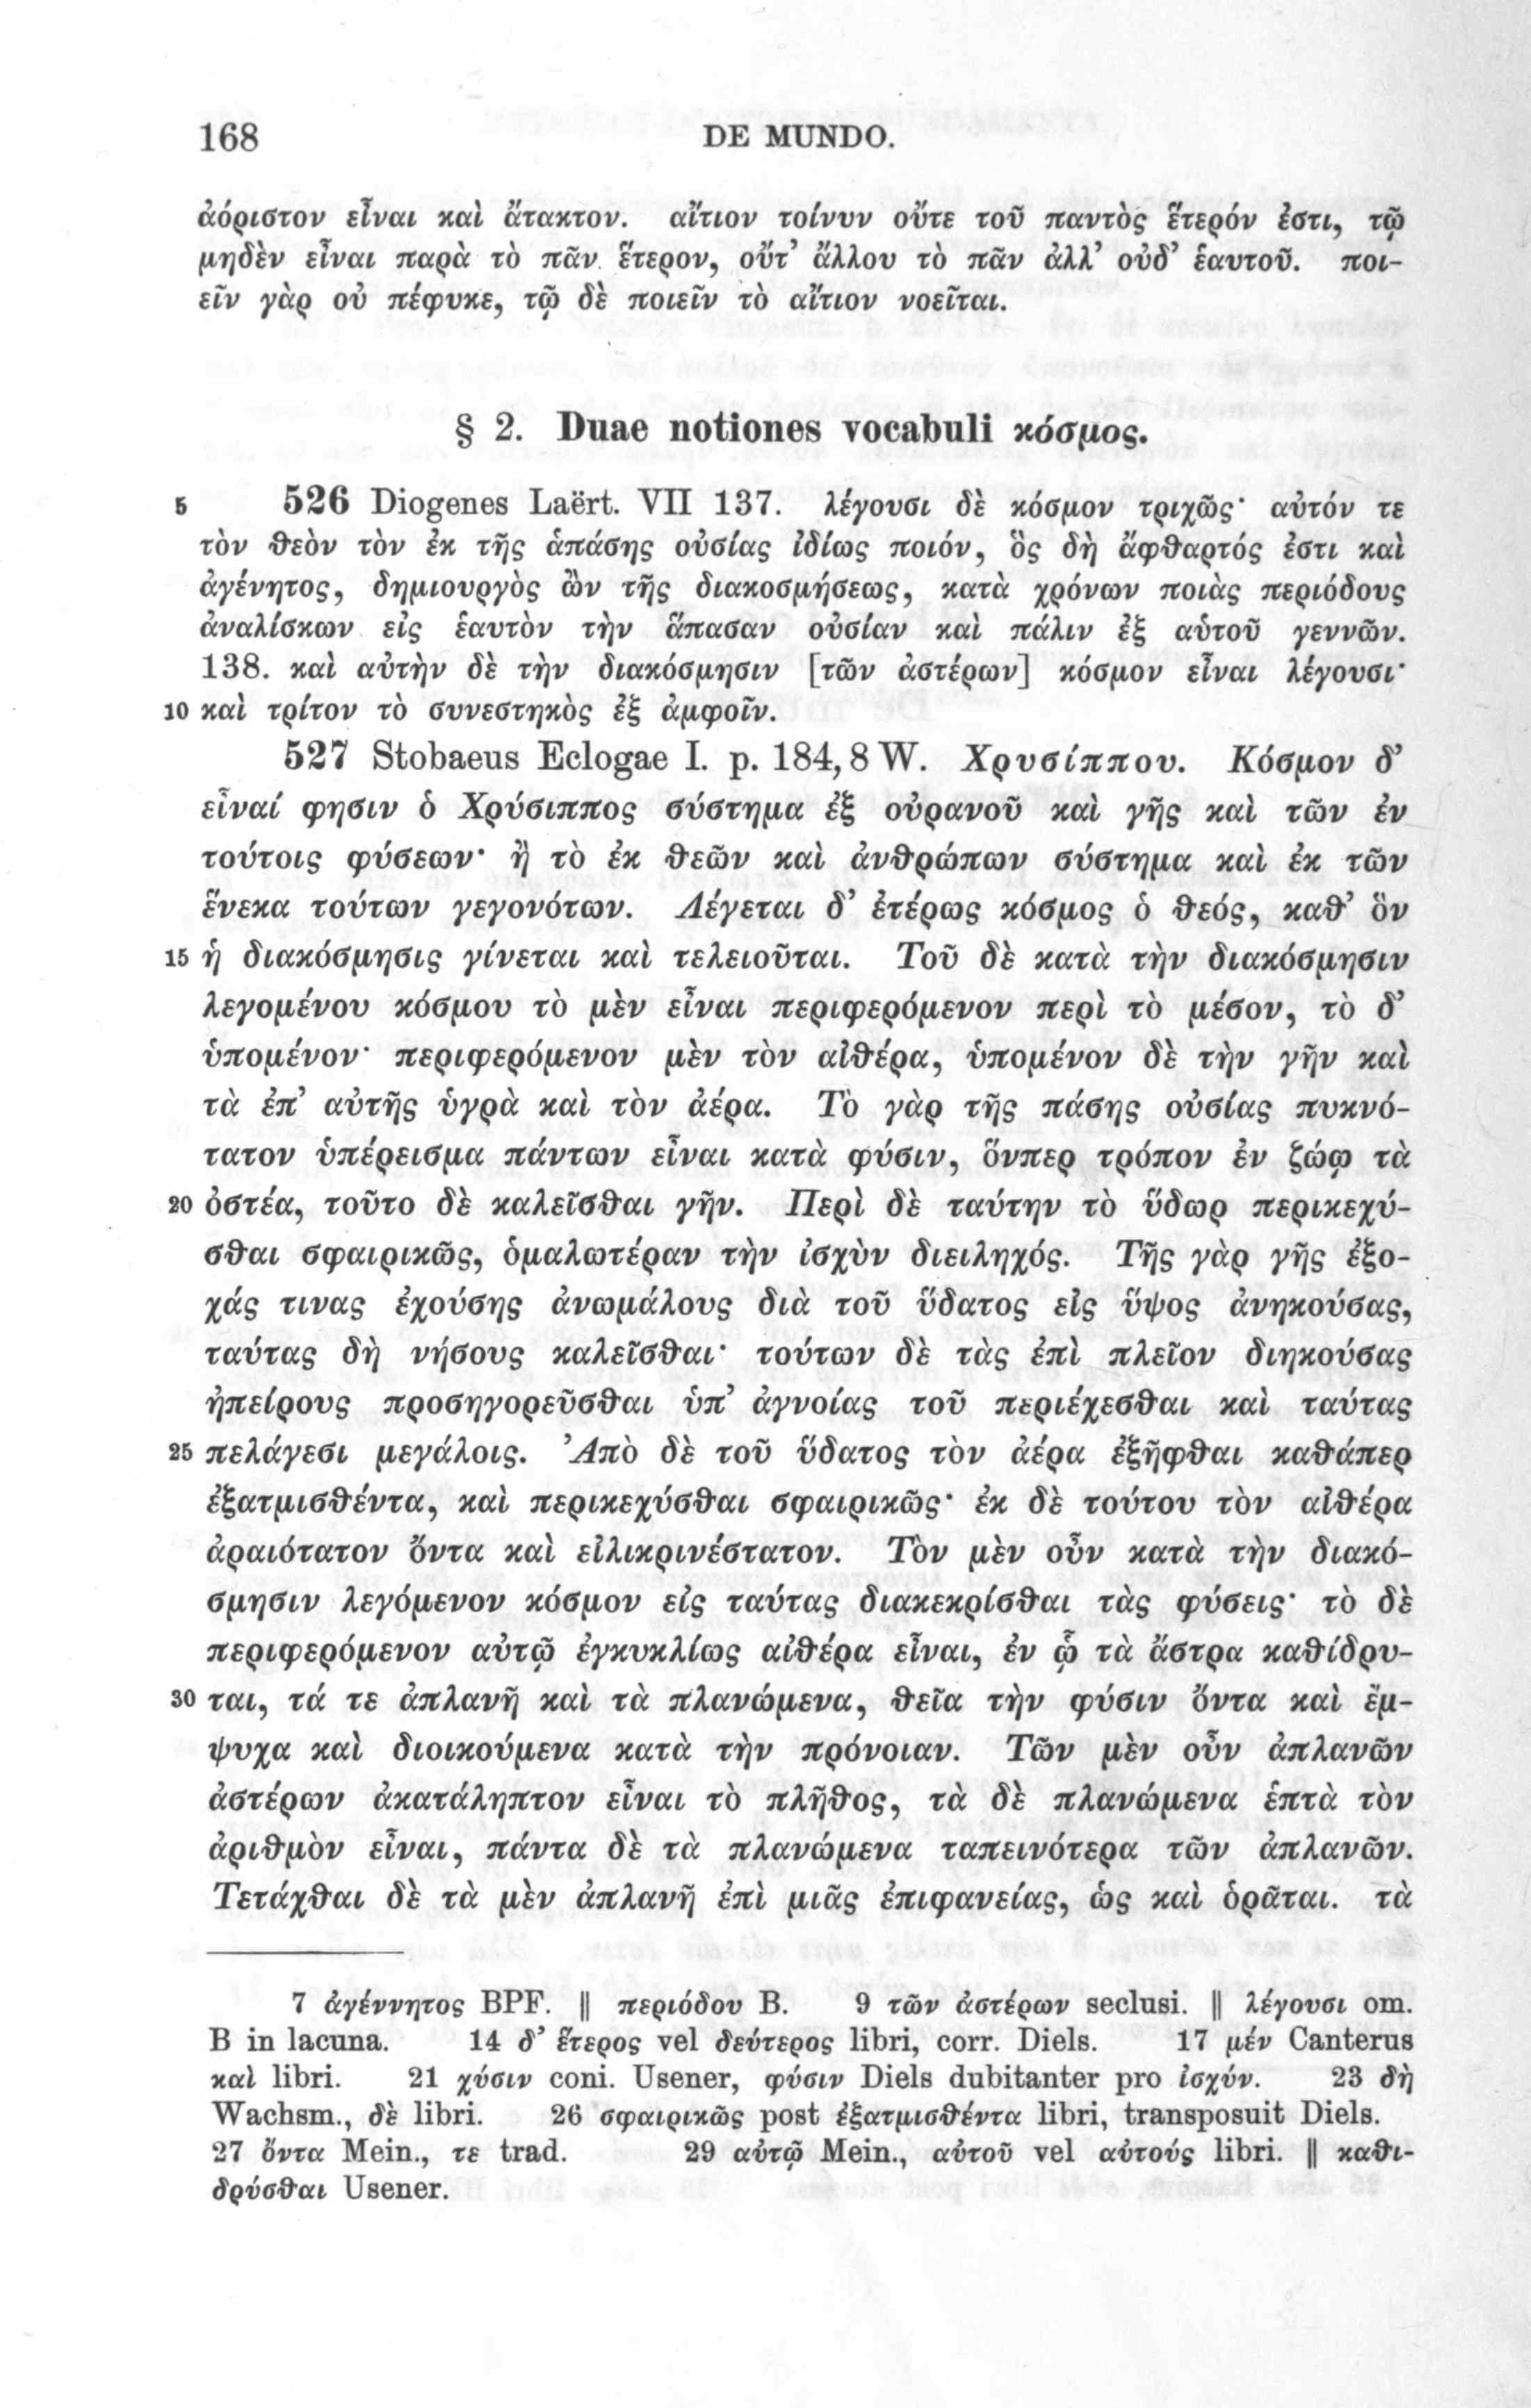 168 DE MUNDO.
ἀόριστον εἶναι καὶ ἄτακτον. αἴτιον τοίνυν οὔτε τοῦ παντὸς ἕτερόν ἐστι, τῷ
μηδὲν εἶναι παρὰ τὸ πᾶν ἕτερον, οὔτ’ ἄλλου τὸ πᾶν ἀλλ’ οὐδ’ ἑαυτοῦ. ποι-
εῖν γὰρ οὐ πέφυκε, τῷ δὲ ποιεῖν τὸ αἴτιον νοεῖται.
§ 2. Duae notiones vocabuli κόσμος.
5 526 Diogenes Laërt. VII 137. λέγουσι δὲ κόσμον τριχῶς· αὐτόν τε
τὸν θεὸν τὸν ἐκ τῆς ἁπάσης οὐσίας ἰδίως ποιόν, ὃς δὴ ἄφθαρτός ἐστι καὶ
ἀγένητος, δημιουργὸς ὢν τῆς διακοσμήσεως, κατὰ χρόνων ποιὰς περιόδους
ἀναλίσκων εἰς ἑαυτὸν τὴν ἅπασαν οὐσίαν καὶ πάλιν ἐξ αὑτοῦ γεννῶν.
138. καὶ αὐτὴν δὲ τὴν διακόσμησιν [τῶν ἀστέρων] κόσμον εἶναι λέγουσι·
10 καὶ τρίτον τὸ συνεστηκὸς ἐξ ἀμφοῖν.
527 Stobaeus Eclogae I. p. 184,8 W. Χρυσίππου. Κόσμον δ’
εἶναί φησιν ὁ Χρύσιππος σύστημα ἐξ οὐρανοῦ καὶ γῆς καὶ τῶν ἐν
τούτοις φύσεων· ἢ τὸ ἐκ θεῶν καὶ ἀνθρώπων σύστημα καὶ ἐκ τῶν
ἕνεκα τούτων γεγονότων. Λέγεται δ’ ἑτέρως κόσμος ὁ θεός, καθ’ ὃν
15 ἡ διακόσμησις γίνεται καὶ τελειοῦται. Τοῦ δὲ κατὰ τὴν διακόσμησιν
λεγομένου κόσμου τὸ μὲν εἶναι περιφερόμενον περὶ τὸ μέσον, τὸ δ’
ὑπομένον· περιφερόμενον μὲν τὸν αἰθέρα, ὑπομένον δὲ τὴν γῆν καὶ
τὰ ἐπ’ αὐτῆς ὑγρὰ καὶ τὸν ἀέρα. Τὸ γὰρ τῆς πάσης οὐσίας πυκνό-
τατον ὑπέρεισμα πάντων εἶναι κατὰ φύσιν, ὅνπερ τρόπον ἐν ζώῳ τὰ
20 ὀστέα, τοῦτο δὲ καλεῖσθαι γῆν. Περὶ δὲ ταύτην τὸ ὕδωρ περικεχύ-
σθαι σφαιρικῶς, ὁμαλωτέραν τὴν ἰσχὺν διειληχός. Τῆς γὰρ γῆς ἐξο-
χάς τινας ἐχούσης ἀνωμάλους διὰ τοῦ ὕδατος εἰς ὕψος ἀνηκούσας,
ταύτας δὴ νήσους καλεῖσθαι· τούτων δὲ τὰς ἐπὶ πλεῖον διηκούσας
ἠπείρους προσηγορεῦσθαι ὑπ’ ἀγνοίας τοῦ περιέχεσθαι καὶ ταύτας
25 πελάγεσι μεγάλοις. Ἀπὸ δὲ τοῦ ὕδατος τὸν ἀέρα ἐξῆφθαι καθάπερ
ἐξατμισθέντα, καὶ περικεχύσθαι σφαιρικῶς· ἐκ δὲ τούτου τὸν αἰθέρα
ἀραιότατον ὄντα καὶ εἰλικρινέστατον. Τὸν μὲν οὖν κατὰ τὴν διακό-
σμησιν λεγόμενον κόσμον εἰς ταύτας διακεκρίσθαι τὰς φύσεις· τὸ δὲ
περιφερόμενον αὐτῷ ἐγκυκλίως αἰθέρα εἶναι, ἐν ᾧ τὰ ἄστρα καθίδρυ-
30 ται, τά τε ἀπλανῆ καὶ τὰ πλανώμενα, θεῖα τὴν φύσιν ὄντα καὶ ἔμ-
ψυχα καὶ διοικούμενα κατὰ τὴν πρόνοιαν. Τῶν μὲν οὖν ἀπλανῶν
ἀστέρων ἀκατάληπτον εἶναι τὸ πλῆθος, τὰ δὲ πλανώμενα ἑπτὰ τὸν
ἀριθμὸν εἶναι, πάντα δὲ τὰ πλανώμενα ταπεινότερα τῶν ἀπλανῶν.
Τετάχθαι δὲ τὰ μὲν ἀπλανῆ ἐπὶ μιᾶς ἐπιφανείας, ὡς καὶ ὁρᾶται. τὰ
7 ἀγέννητος BPF. || περιόδου B. 9 τῶν ἀστέρων seclusi. || λέγουσι om.
B in lacuna. 14 δ’ ἕτερος vel δεύτερος libri, corr. Diels. 17 μέν Canterus
καὶ libri. 21 χύσιν coni. Usener, φύσιν Diels dubitanter pro ἰσχύν. 23 δὴ
Wachsm., δὲ libri. 26 σφαιρικῶς post ἐξατμισθέντα libri, transposuit Diels.
27 ὄντα Mein., τε trad. 29 αὐτῷ Mein., αὐτοῦ vel αὐτούς libri. || καθι-
δρύσθαι Usener.